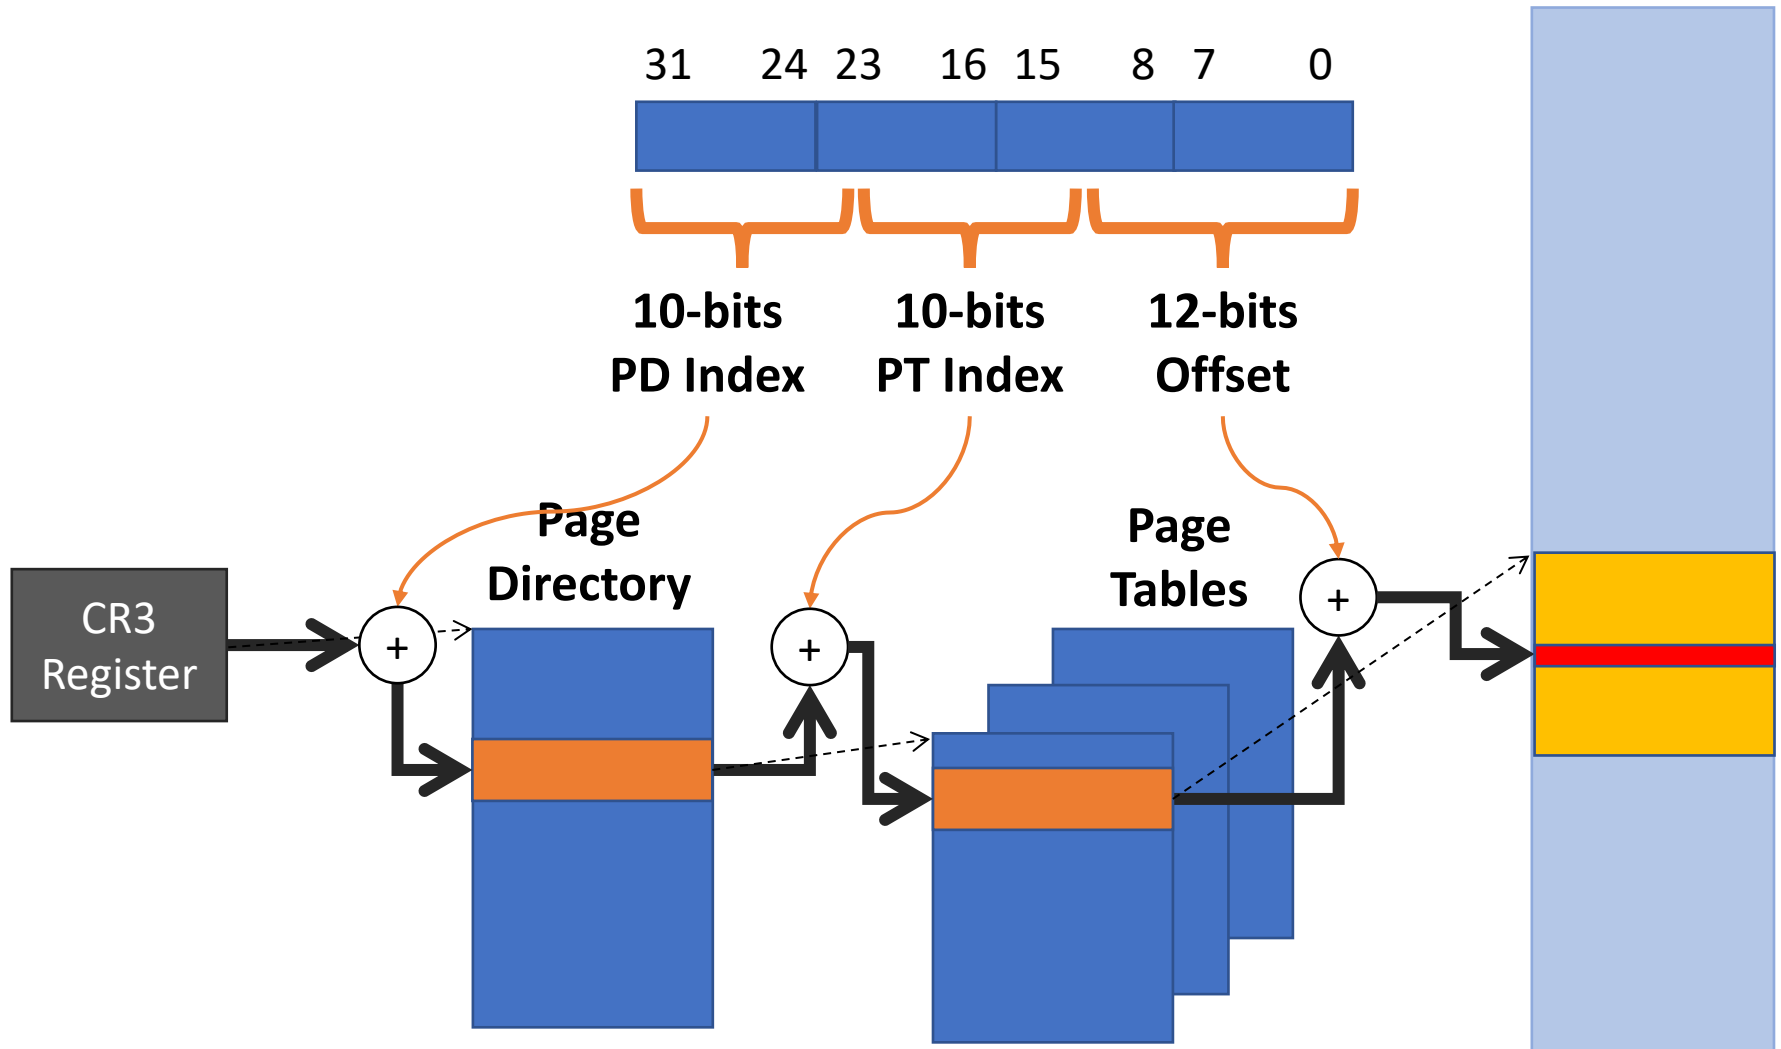 31 24 23 16 15 8 7 0
10-bits
PD Index
10-bits
PT Index
12-bits
Offset
Page
Directory
Page
Tables
CR3
Register
+
+
+